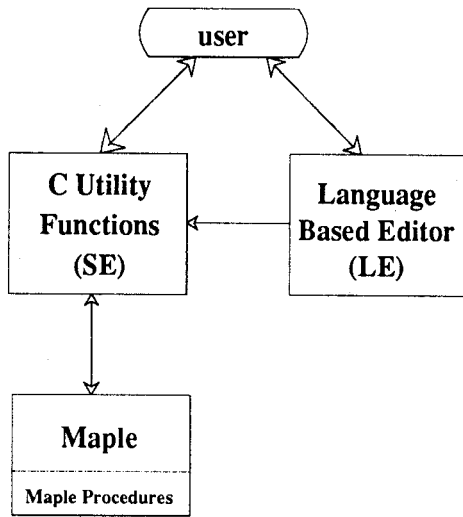 user
C Utility
Functions
(SE)
Language
Based Editor
(LE)
Maple
Maple Procedures